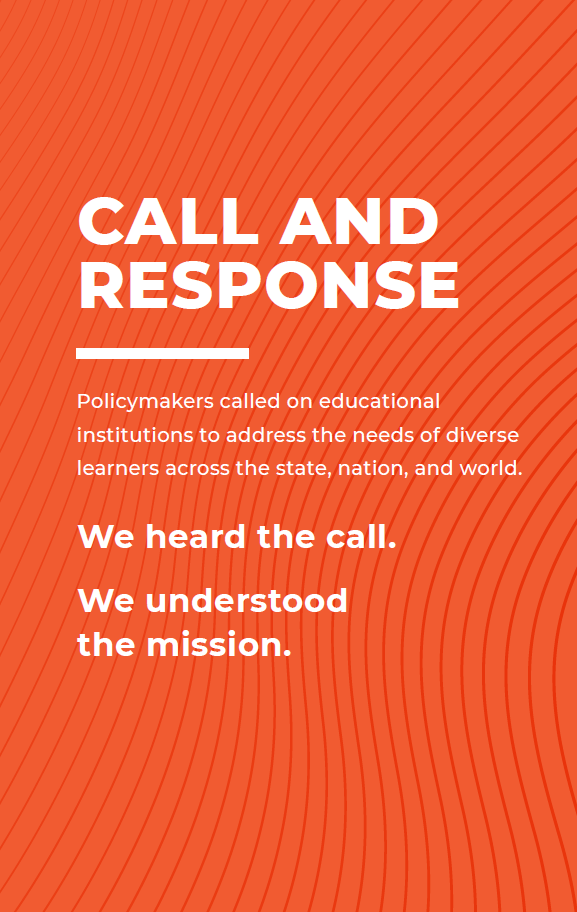 CALL AND
RESPONSE
Policymakers called on educational
institutions to address the needs of diverse
learners across the state, nation, and world.
We heard the call.
We understood
the mission.